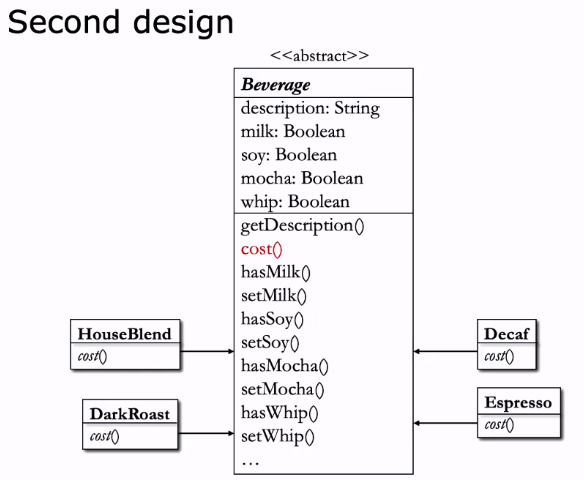 Second design
<<abstract>>
Beverage
description: String
milk: Boolean
soy: Boolean
mocha: Boolean
whip: Boolean
getDescription()
cost()
hasMilk()
setMilk()
hasSoy()
setSoy()
hasMocha()
setMocha()
hasWhip()
setWhip()
…
HouseBlend
cost()
DarkRoast
cost()
Decaf
cost()
Espresso
cost()